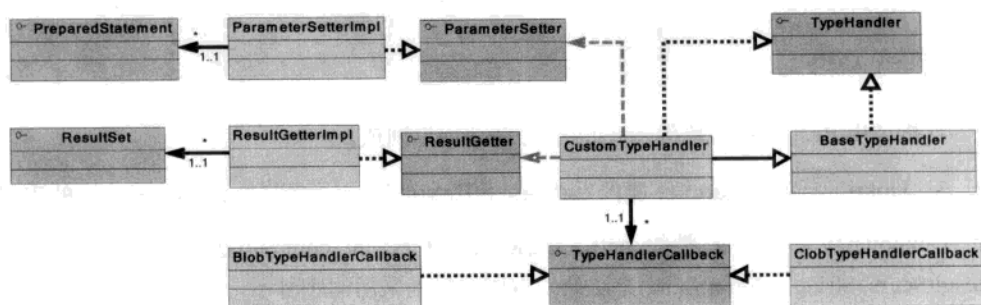 PreparedStatement
*
1..1
ParameterSetterImpl
ParameterSetter
TypeHandler
ResultSet
*
1..1
ResultGetterImpl
ResultGetter
CustomTypeHandler
BaseTypeHandler
1..1
*
BlobTypeHandlerCallback
TypeHandlerCallback
ClobTypeHandlerCallback